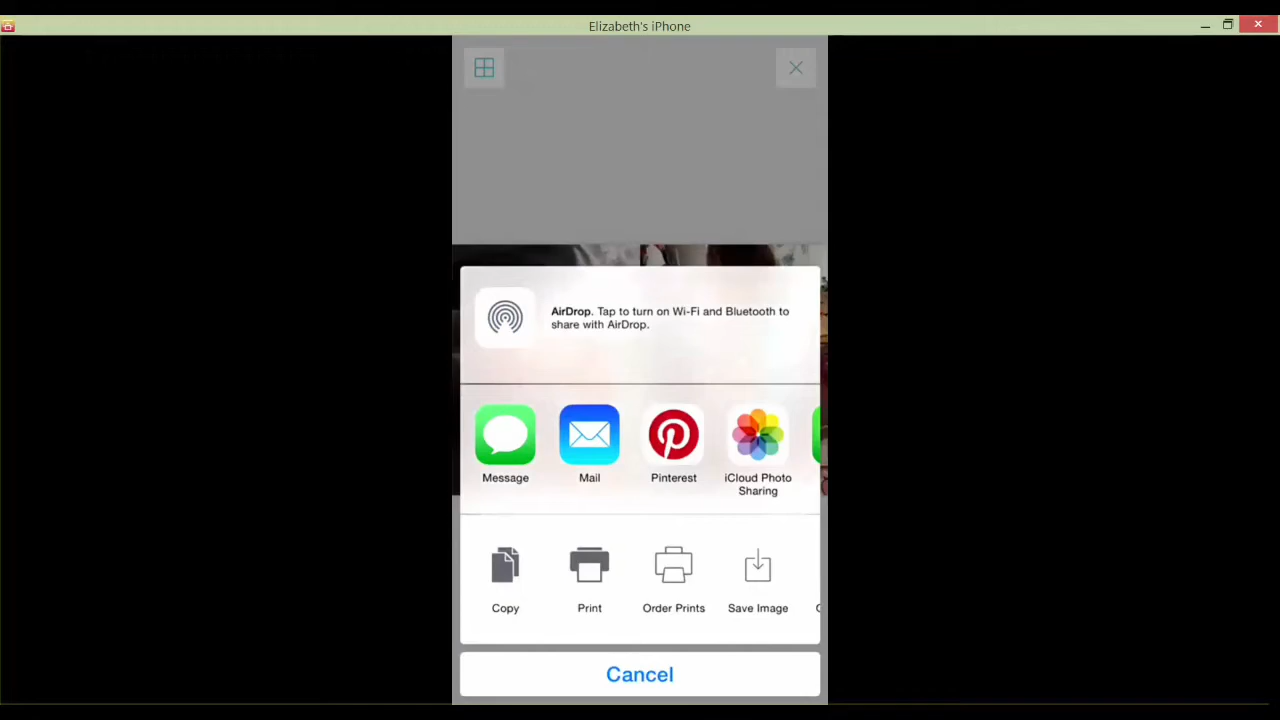 Elizabeth's iPhone
AirDrop. Tap to turn on Wi-Fi and Bluetooth to
share with AirDrop.
Message
Mail
Pinterest
iCloud Photo
Sharing
Copy
Print
Order Prints
Save Image
Cancel